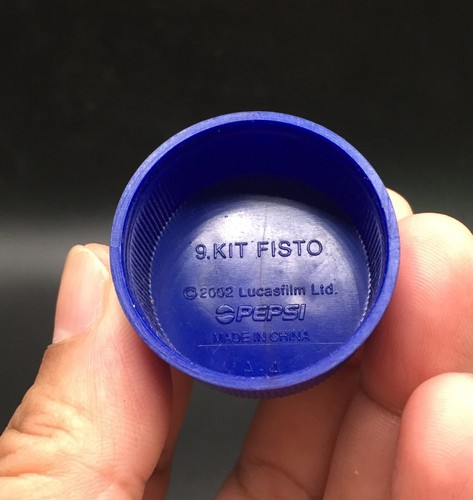 9.KIT FISTO
©2002 Lucasfilm Ltd.
PEPSI
MADE IN CHINA